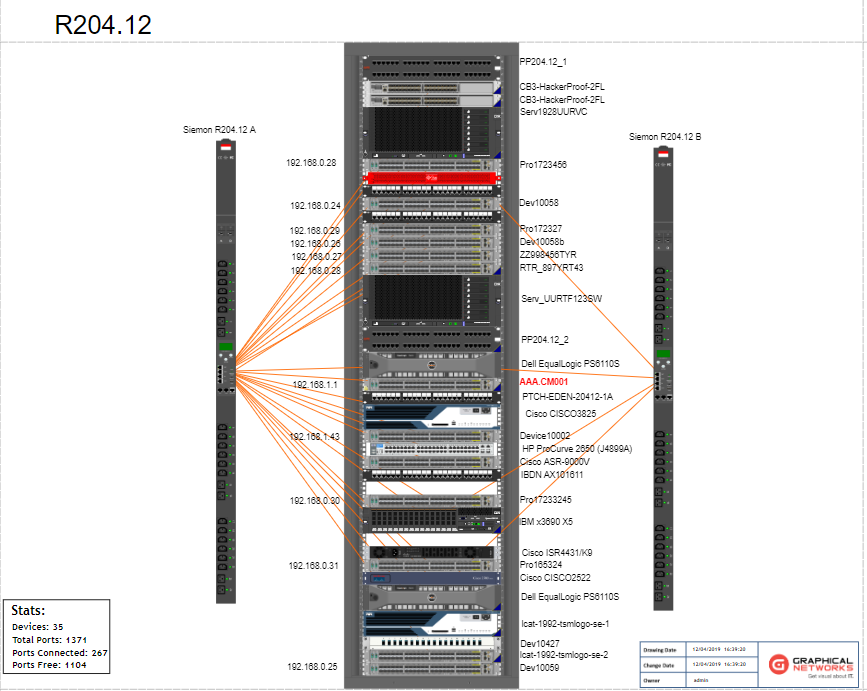 R204.12
Siemon R204.12 A
Siemon R204.12 B
PP204.12_1
CB3-HackerProof-2FL
CB3-HackerProof-2FL
Serv1928UURVC
192.168.0.28
Pro1723456
192.168.0.24
Dev10058
192.168.0.29
Pro172327
192.168.0.26
Dev10058b
192.168.0.27
ZZ998456TYR
192.168.0.28
RTR_897YRT43
Serv_UURTF123SW
PP204.12_2
Dell EqualLogic PS6110S
192.168.1.1
AAA.CM001
PTCH-EDEN-20412-1A
Cisco CISCO3825
192.168.1.43
Device10002
HP ProCurve 2650 (J4899A)
Cisco ASR-9000V
IBDN AX101611
192.168.0.30
Pro17233245
IBM x3690 X5
Cisco ISR4431/K9
192.168.0.31
Pro165324
Cisco CISCO2522
Dell EqualLogic PS6110S
Icat-1992-tsmlogo-se-1
Dev10427
Icat-1992-tsmlogo-se-2
192.168.0.25
Dev10059
Stats:
Devices: 35
Total Ports: 1371
Ports Connected: 267
Ports Free: 1104
Drawing Date 12/04/2019 16:39:20
Change Date 12/04/2019 16:39:20
Owner admin
GRAPHICAL
NETWORKS
Get visual about IT.